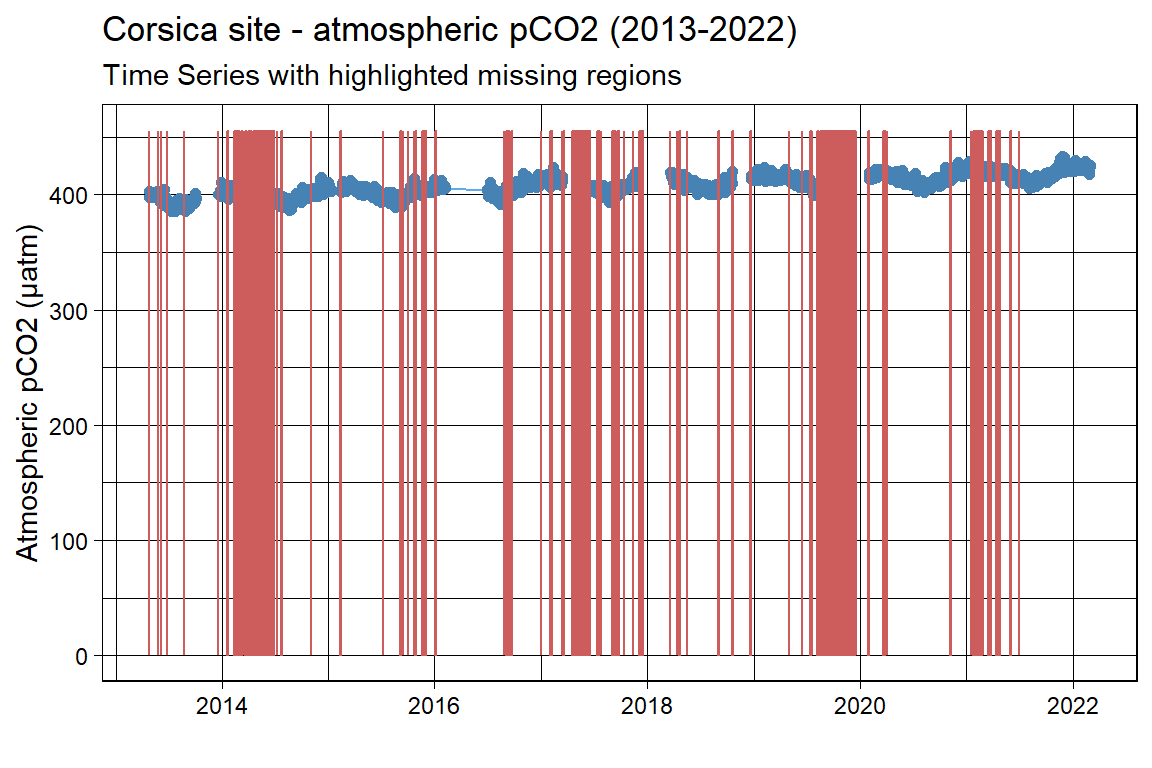 Corsica site - atmospheric pCO2 (2013-2022)
Time Series with highlighted missing regions
Atmospheric pCO2 (µatm)
400
300
200
100
0
2014 2016 2018 2020 2022